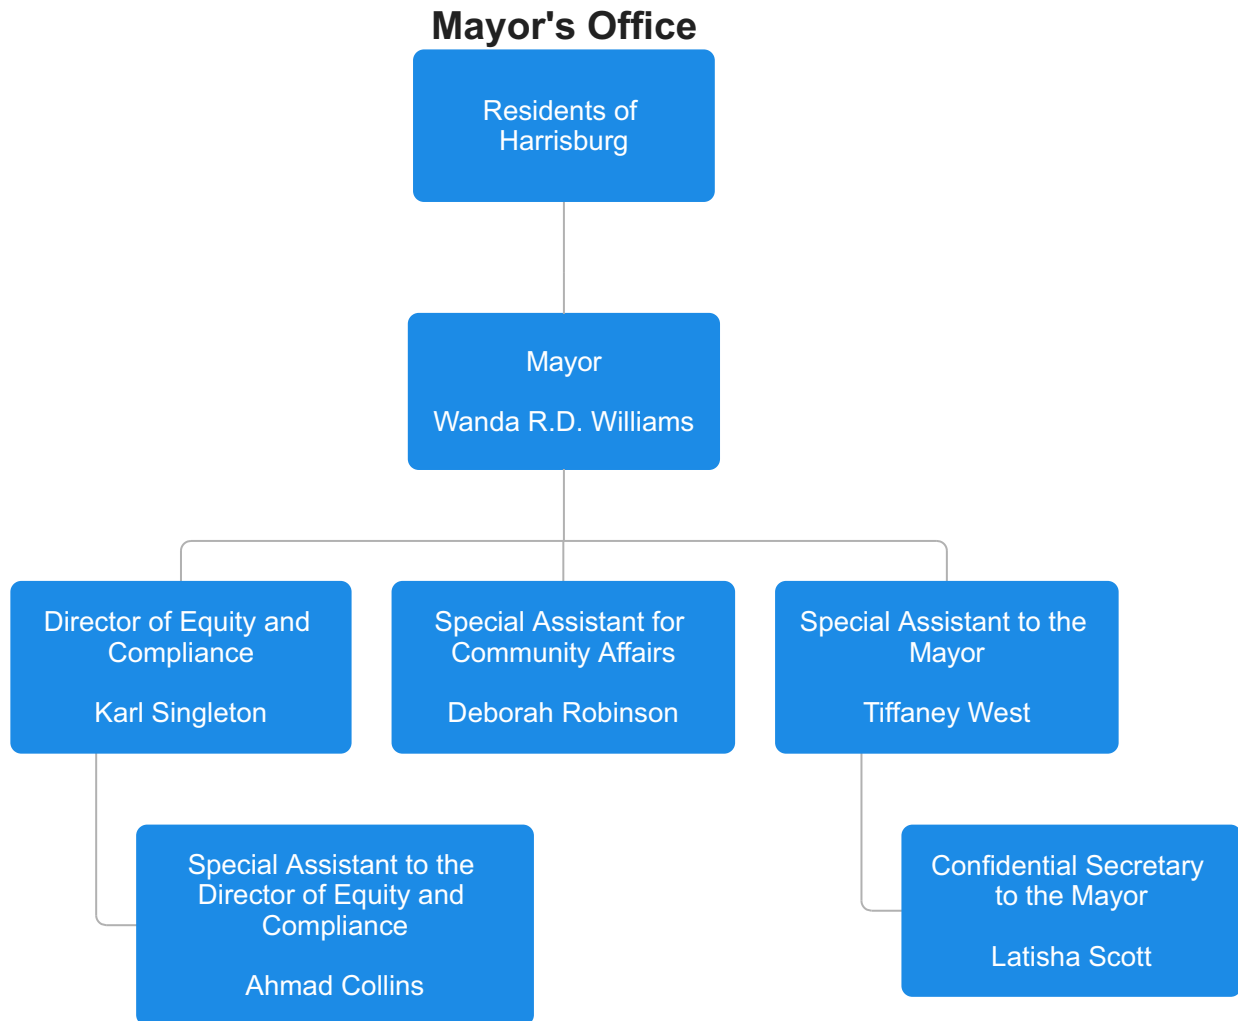 Mayor's Office
Residents of
Harrisburg
Mayor
Wanda R.D. Williams
Director of Equity and
Compliance
Karl Singleton
Special Assistant for
Community Affairs
Deborah Robinson
Special Assistant to the
Mayor
Tiffaney West
Special Assistant to the
Director of Equity and
Compliance
Ahmad Collins
Confidential Secretary
to the Mayor
Latisha Scott